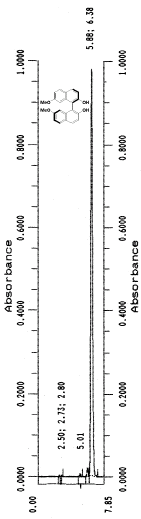 Absorbance
0.0000
0.2000
0.4000
0.6000
0.8000
1.0000
0.00
2.50; 2.73; 2.80
5.01
5.88; 6.38
MeO
MeO
OH
OH
7.85
0.0000
0.2000
0.4000
0.6000
0.8000
1.0000
Absorbance